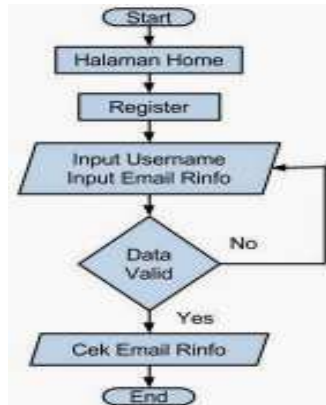 Start
Halaman Home
Register
Input Username
Input Email Rinfo
Data
Valid
No
Yes
Cek Email Rinfo
End